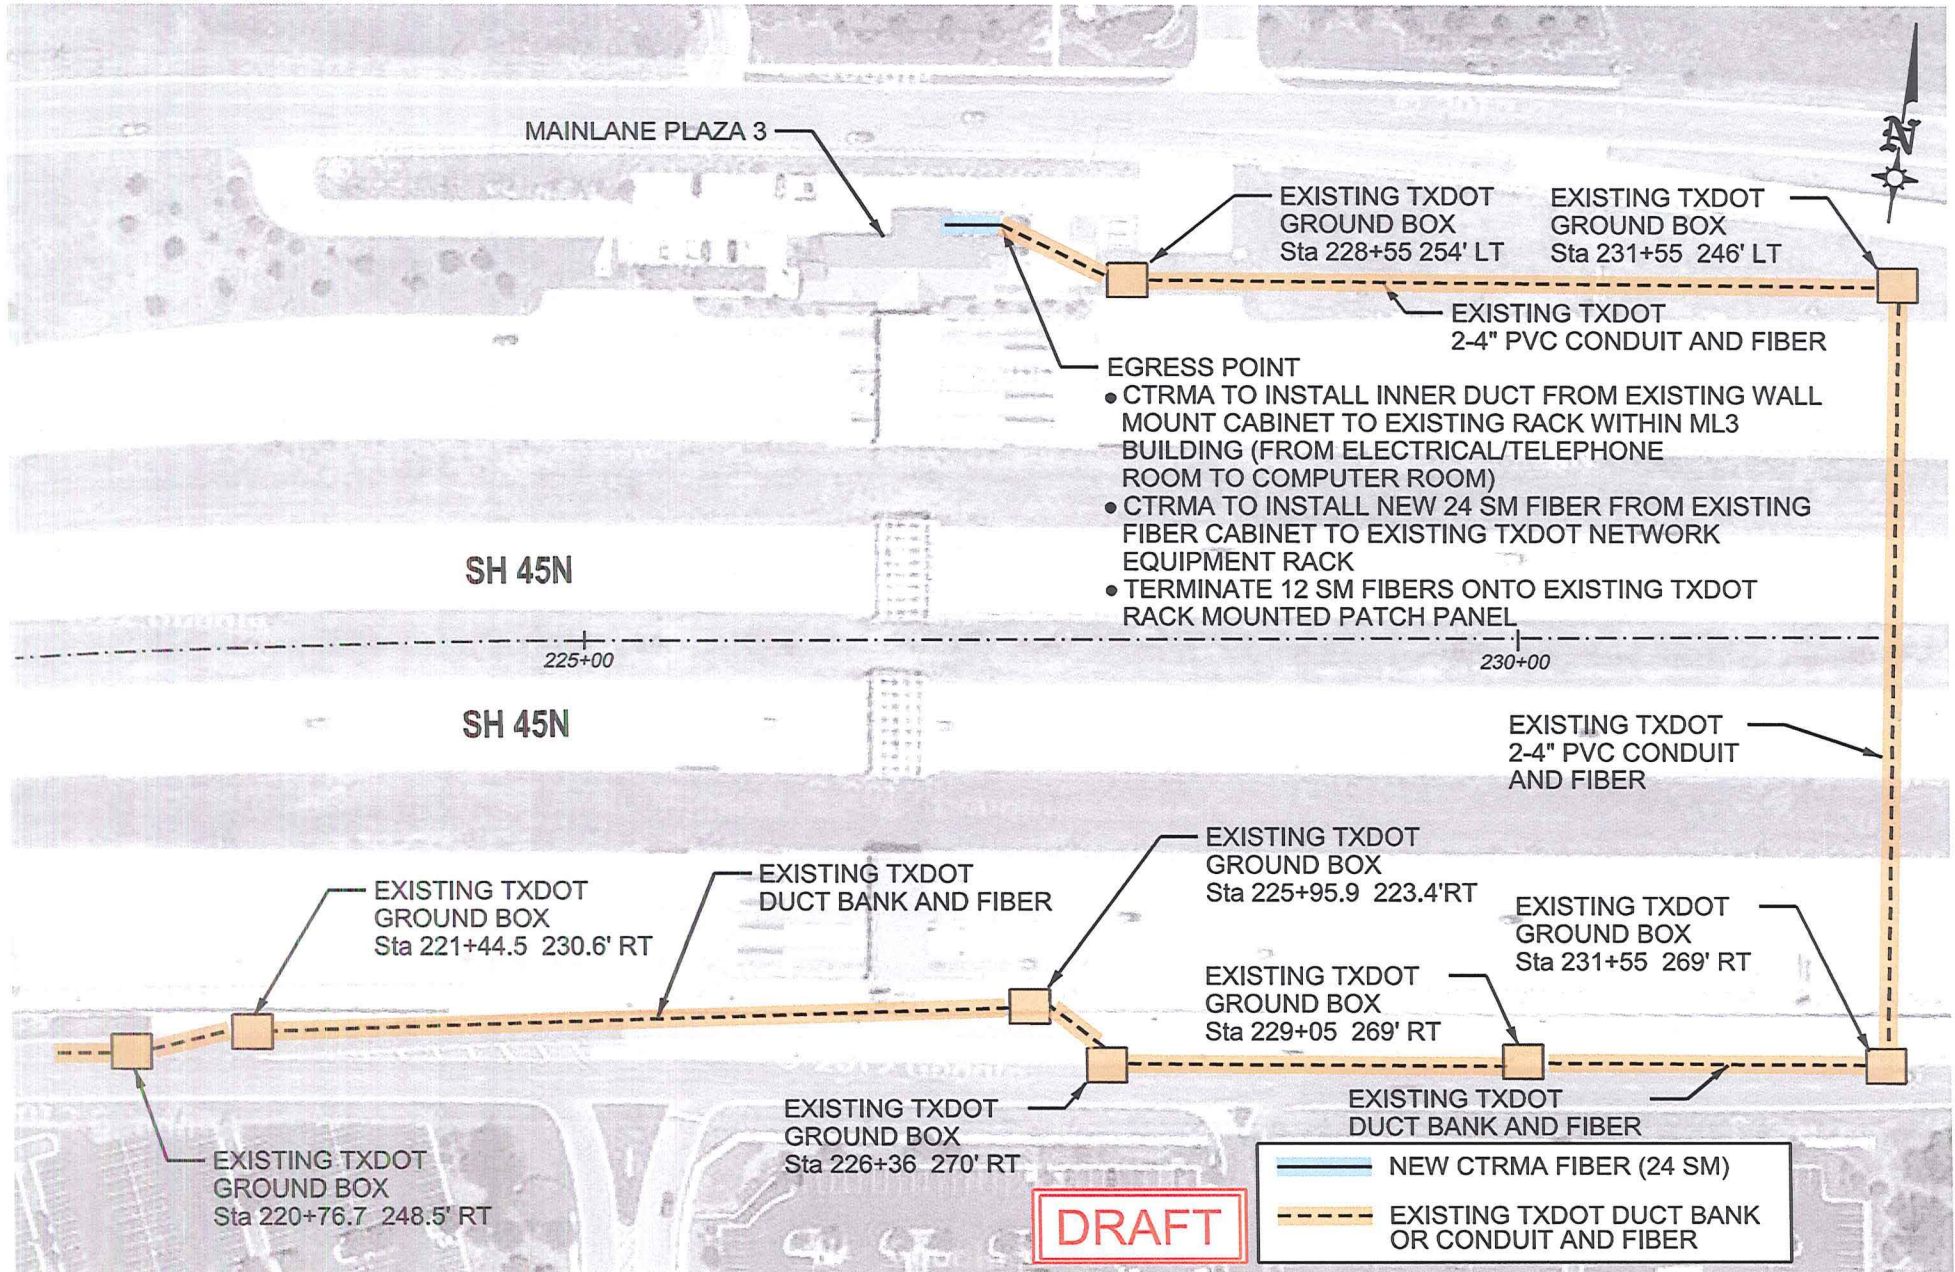 MAINLANE PLAZA 3
N
EXISTING TXDOT
GROUND BOX
Sta 228+55 254' LT
EXISTING TXDOT
GROUND BOX
Sta 231+55 246' LT
EXISTING TXDOT
2-4" PVC CONDUIT AND FIBER
EGRESS POINT
• CTRMA TO INSTALL INNER DUCT FROM EXISTING WALL
MOUNT CABINET TO EXISTING RACK WITHIN ML3
BUILDING (FROM ELECTRICAL/TELEPHONE
ROOM TO COMPUTER ROOM)
• CTRMA TO INSTALL NEW 24 SM FIBER FROM EXISTING
FIBER CABINET TO EXISTING TXDOT NETWORK
EQUIPMENT RACK
• TERMINATE 12 SM FIBERS ONTO EXISTING TXDOT
RACK MOUNTED PATCH PANEL
SH 45N
225+00
230+00
SH 45N
EXISTING TXDOT
2-4" PVC CONDUIT
AND FIBER
EXISTING TXDOT
GROUND BOX
Sta 225+95.9 223.4'RT
EXISTING TXDOT
DUCT BANK AND FIBER
EXISTING TXDOT
GROUND BOX
Sta 221+44.5 230.6' RT
EXISTING TXDOT
GROUND BOX
Sta 231+55 269' RT
EXISTING TXDOT
GROUND BOX
Sta 229+05 269' RT
EXISTING TXDOT
GROUND BOX
Sta 226+36 270' RT
EXISTING TXDOT
DUCT BANK AND FIBER
EXISTING TXDOT
GROUND BOX
Sta 220+76.7 248.5' RT
DRAFT
NEW CTRMA FIBER (24 SM)
EXISTING TXDOT DUCT BANK
OR CONDUIT AND FIBER